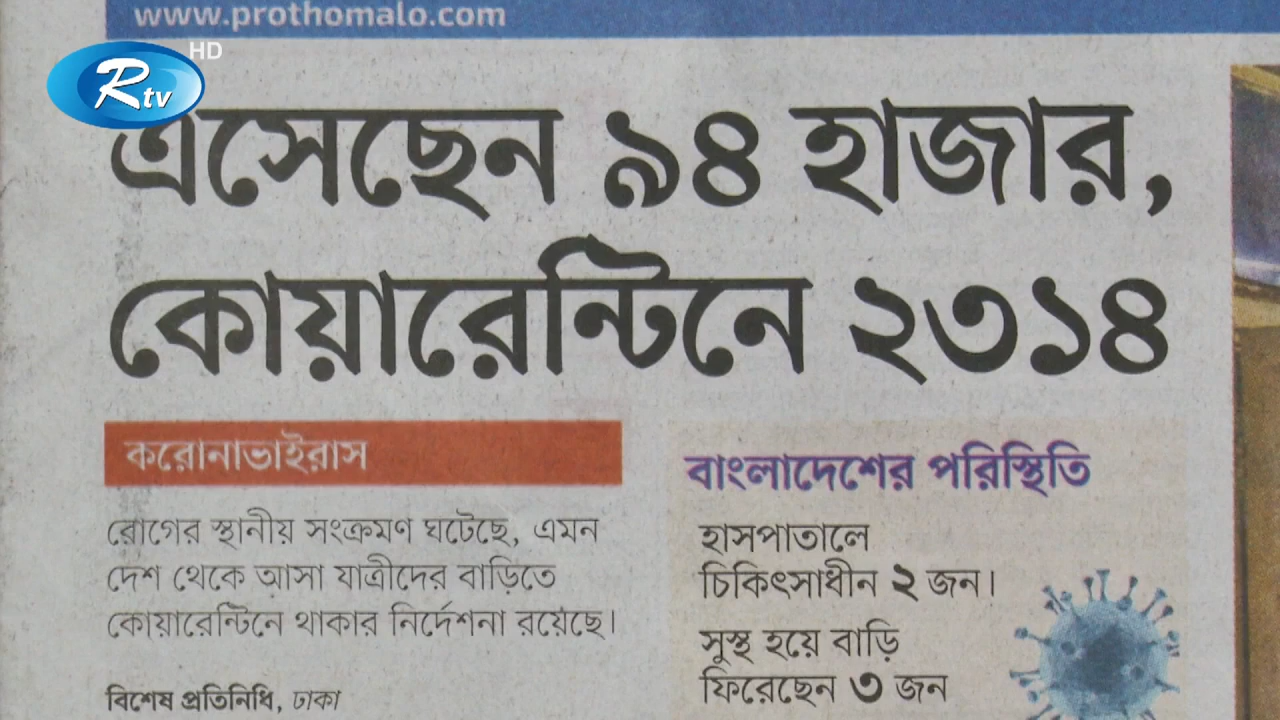 www.prothomalo.com
HD
Rtv
এসেছেন ৯৪ হাজার,
কোয়ারেন্টিনে ২৩১৪
করোনাভাইরাস
রোগের স্থানীয় সংক্রমণ ঘটেছে, এমন
দেশ থেকে আসা যাত্রীদের বাড়িতে
কোয়ারেন্টিনে থাকার নির্দেশনা রয়েছে।
বিশেষ প্রতিনিধি, ঢাকা
বাংলাদেশের পরিস্থিতি
হাসপাতালে
চিকিৎসাধীন ২ জন।
সুস্থ হয়ে বাড়ি
ফিরেছেন ৩ জন